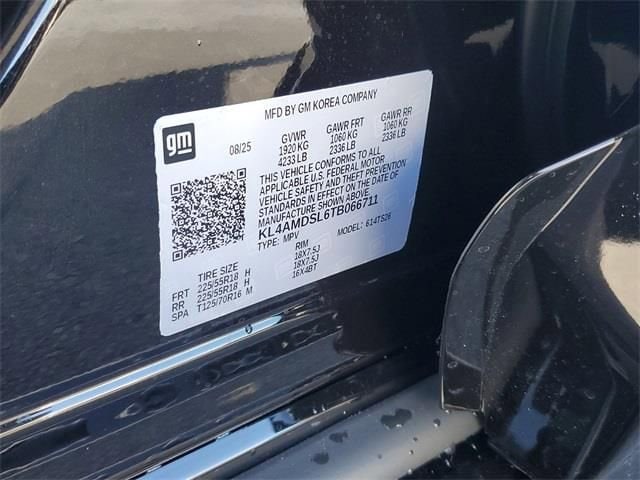 MFD BY GM KOREA COMPANY
gm
08/25 GVWR GAWR FRT GAWR RR
1920 KG 1060 KG 1060 KG
4233 LB 2336 LB 2336 LB
THIS VEHICLE CONFORMS TO ALL
APPLICABLE U.S. FEDERAL MOTOR
VEHICLE SAFETY AND THEFT PREVENTION
STANDARDS IN EFFECT ON THE DATE OF
MANUFACTURE SHOWN ABOVE.
KL4AMDSL6TB066711
TYPE: MPV MODEL: 614TS26
TIRE SIZE RIM
FRT 225/55R18 H 18X7.5J
RR 225/55R18 H 18X7.5J
SPA T125/70R16 M 16X4BT